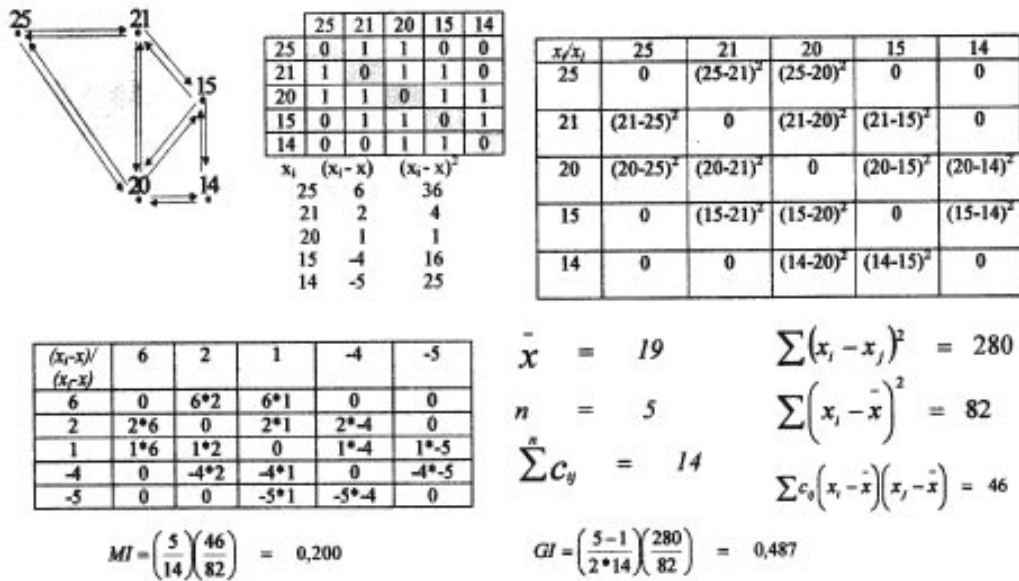 25 21
15
20 14
25 21 20 15 14
25 0 1 1 0 0
21 1 0 1 1 0
20 1 1 0 1 1
15 0 1 1 0 1
14 0 0 1 1 0
xᵢ (xᵢ - x) (xᵢ - x)²
25 6 36
21 2 4
20 1 1
15 -4 16
14 -5 25
xᵢ/xⱼ 25 21 20 15 14
25 0 (25-21)² (25-20)² 0 0
21 (21-25)² 0 (21-20)² (21-15)² 0
20 (20-25)² (20-21)² 0 (20-15)² (20-14)²
15 0 (15-21)² (15-20)² 0 (15-14)²
14 0 0 (14-20)² (14-15)² 0
(xᵢ-x)/ 6 2 1 -4 -5
(xⱼ-x)
6 0 6*2 6*1 0 0
2 2*6 0 2*1 2*-4 0
1 1*6 1*2 0 1*-4 1*-5
-4 0 -4*2 -4*1 0 -4*-5
-5 0 0 -5*1 -5*-4 0
MI = (5/14)(46/82) = 0,200
x̄ = 19
n = 5
∑ⁿ cᵢⱼ = 14
∑(xᵢ − xⱼ)² = 280
∑(xᵢ − x̄)² = 82
∑cᵢⱼ(xᵢ − x̄)(xⱼ − x̄) = 46
GI = (5−1/2*14)(280/82) = 0,487